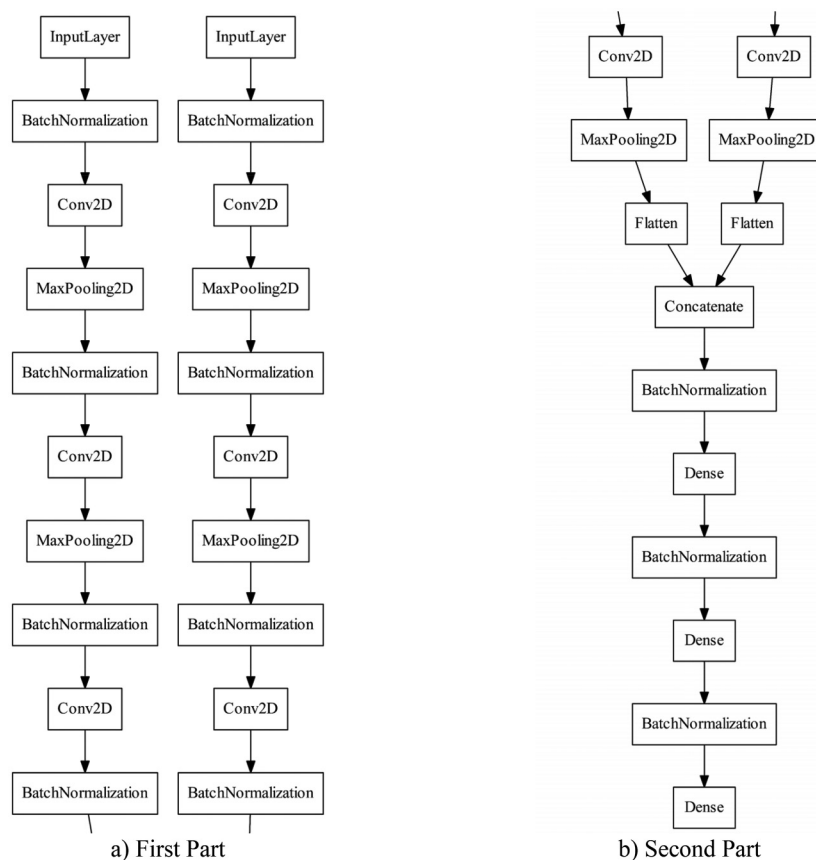 InputLayer
InputLayer
BatchNormalization
BatchNormalization
Conv2D
Conv2D
MaxPooling2D
MaxPooling2D
BatchNormalization
BatchNormalization
Conv2D
Conv2D
MaxPooling2D
MaxPooling2D
BatchNormalization
BatchNormalization
Conv2D
Conv2D
BatchNormalization
BatchNormalization
a) First Part
Conv2D
Conv2D
MaxPooling2D
MaxPooling2D
Flatten
Flatten
Concatenate
BatchNormalization
Dense
BatchNormalization
Dense
BatchNormalization
Dense
b) Second Part